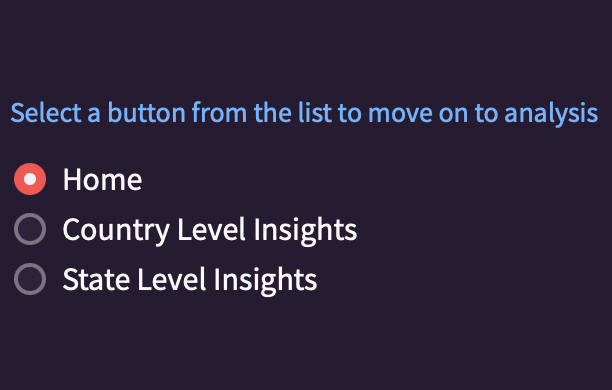 Select a button from the list to move on to analysis
Home
Country Level Insights
State Level Insights